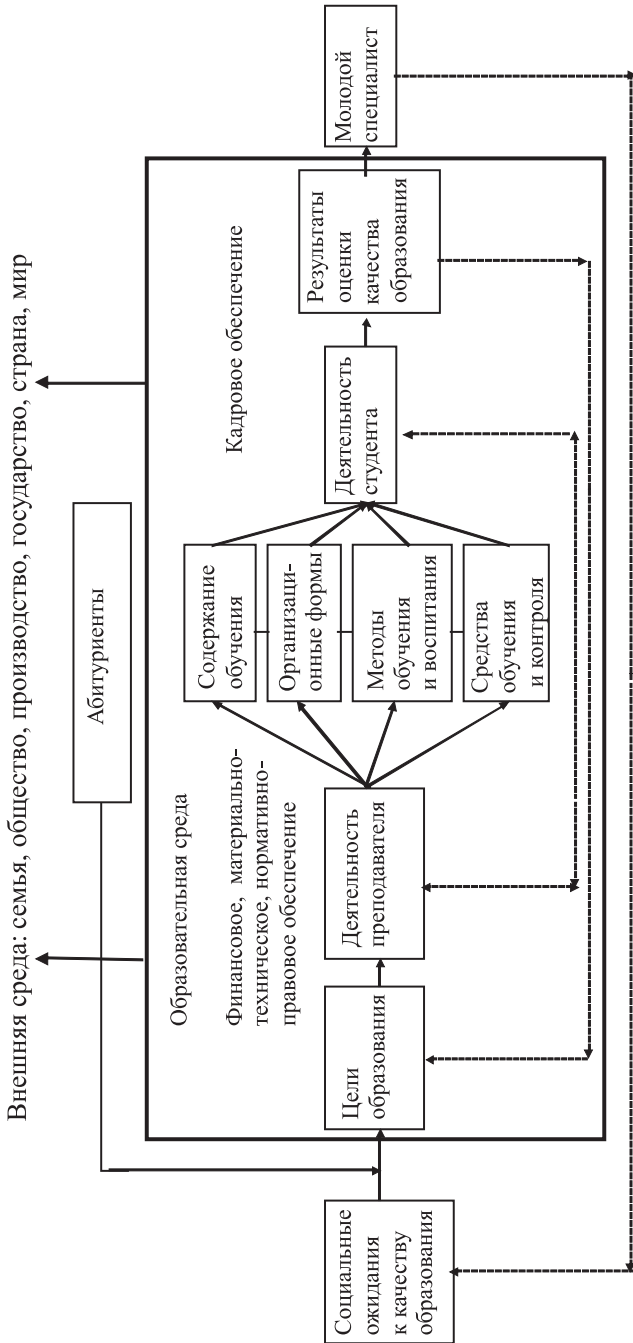 Внешняя среда: семья, общество, производство, государство, страна, мир
Абитуриенты
Образовательная среда
Финансовое, материально-
техническое, нормативно-
правовое обеспечение
Кадровое обеспечение
Социальные
ожидания
к качеству
образования
Цели
образования
Деятельность
преподавателя
Содержание
обучения
Организаци-
онные формы
Методы
обучения
и воспитания
Средства
обучения
и контроля
Деятельность
студента
Результаты
оценки
качества
образования
Молодой
специалист